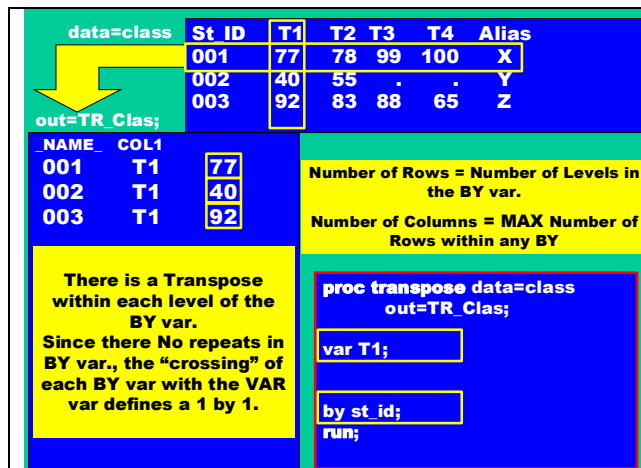 data=class St_ID T1 T2 T3 T4 Alias
001 77 78 99 100 X
002 40 55 . . Y
003 92 83 88 65 Z
out=TR_Clas;
_NAME_ COL1
001 T1 77
002 T1 40
003 T1 92
Number of Rows = Number of Levels in
the BY var.
Number of Columns = MAX Number of
Rows within any BY
There is a Transpose
within each level of the
BY var.
Since there No repeats in
BY var., the “crossing” of
each BY var with the VAR
var defines a 1 by 1.
proc transpose data=class
out=TR_Clas;
var T1;
by st_id;
run;